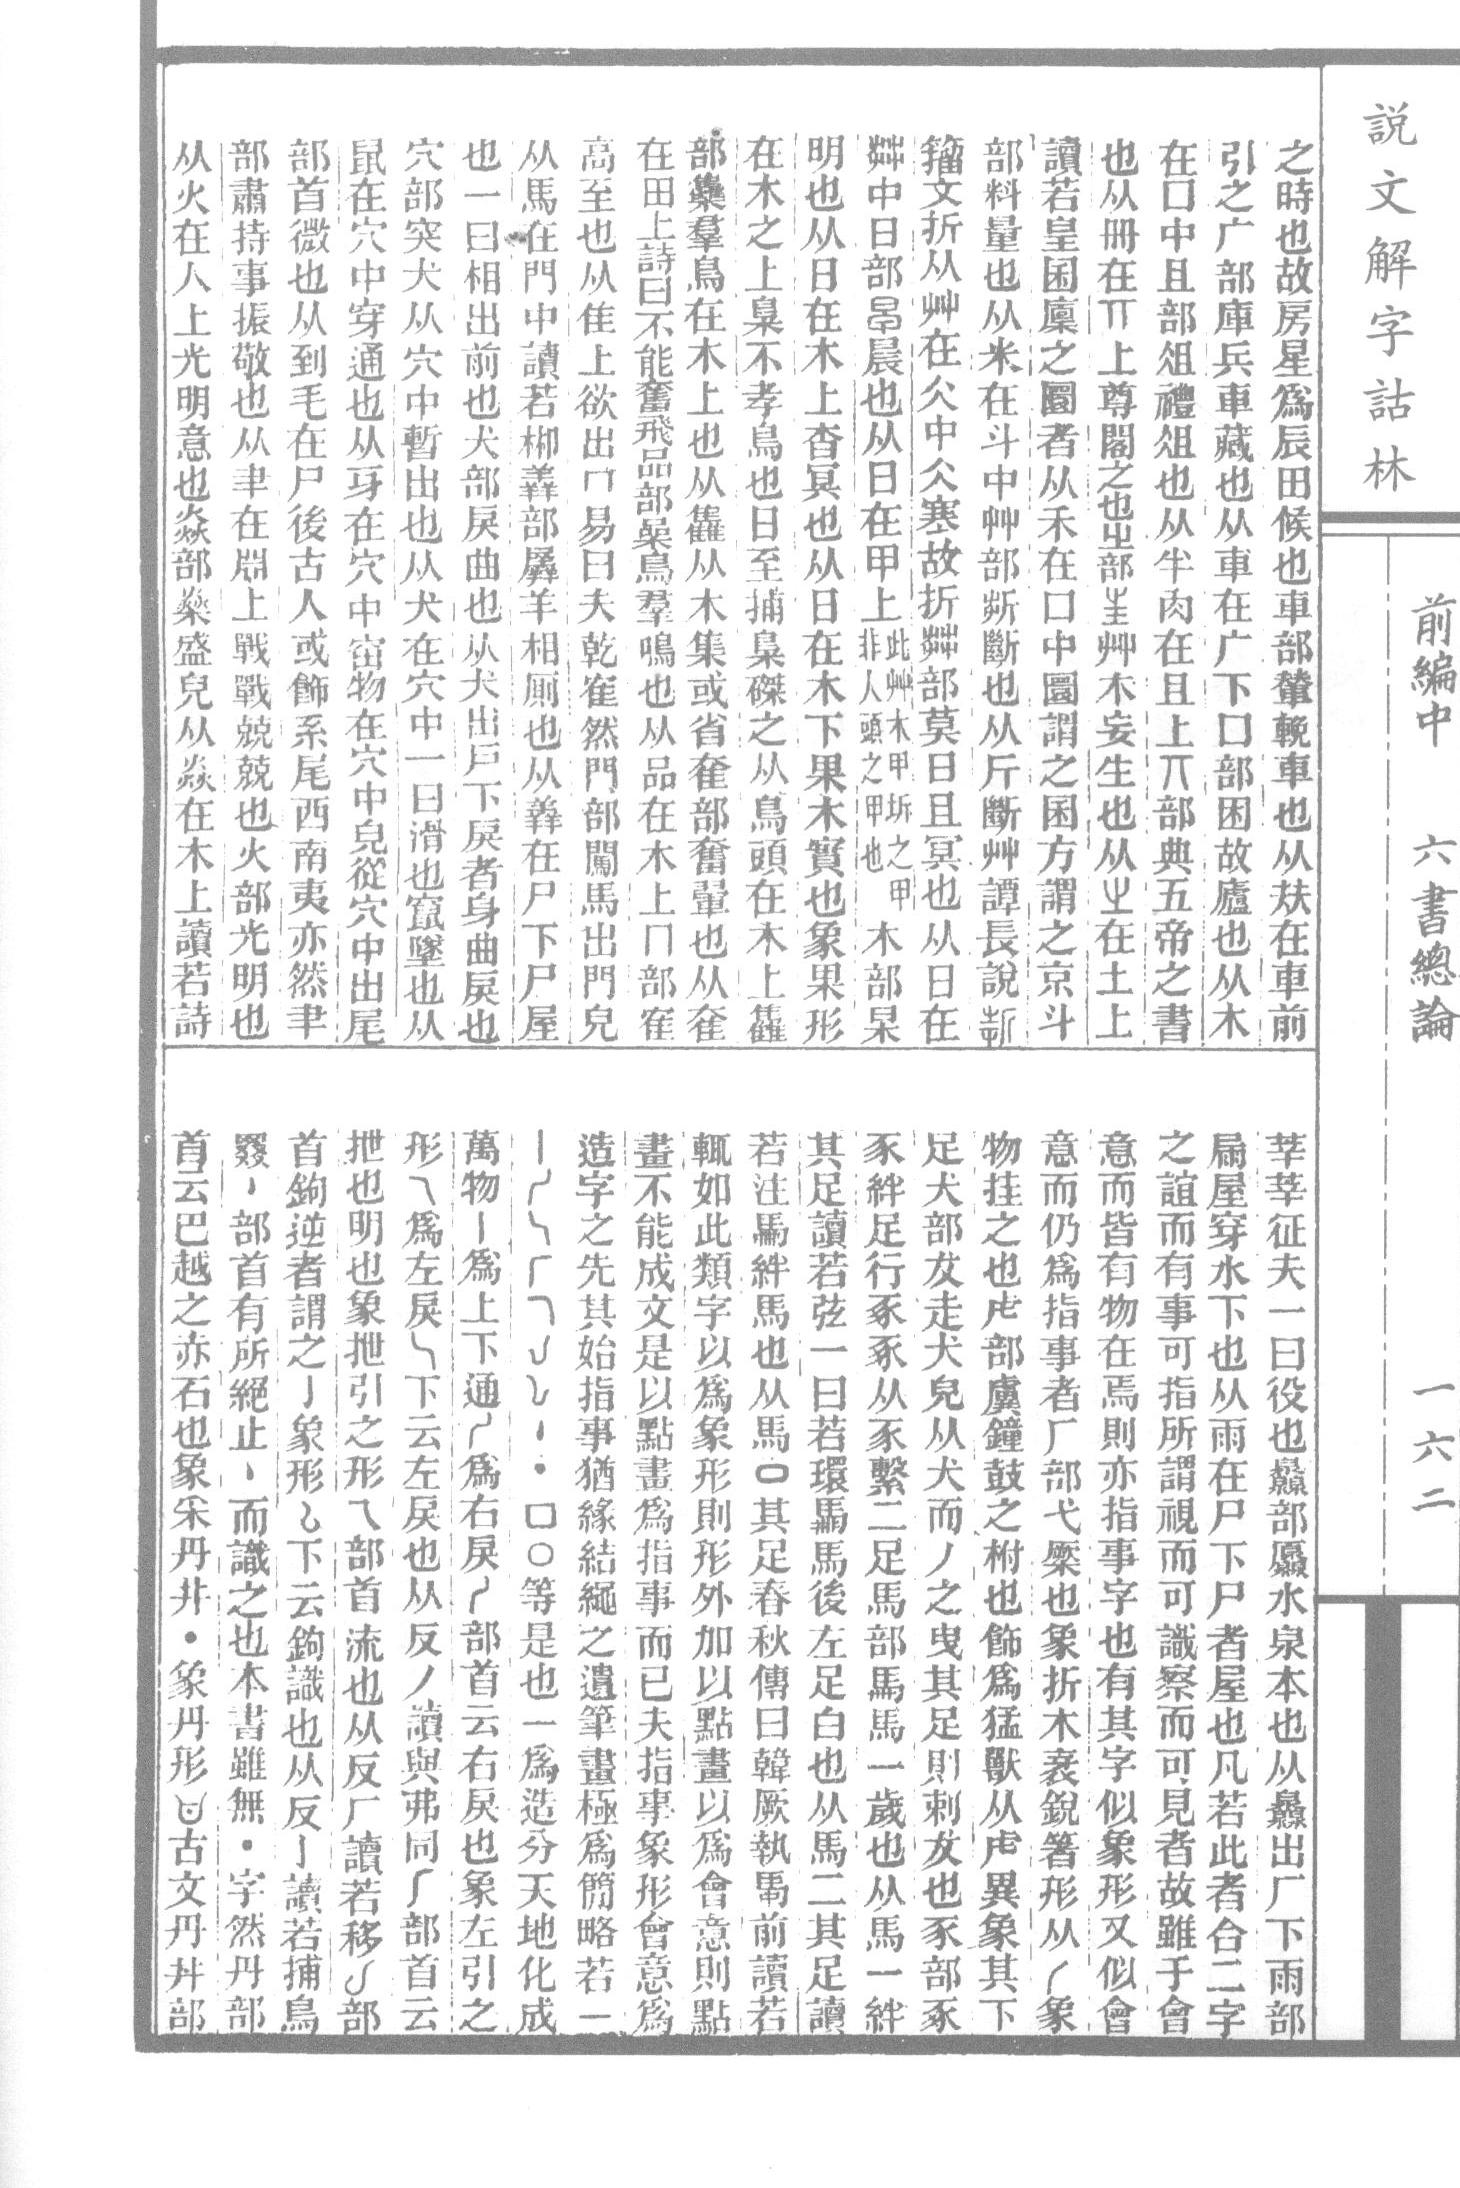 説文解字詁林
前編中　六書總論　一六二
之時也故房星爲辰田候也車部輦輓車也从㚘在車前
引之广部庫兵車藏也从車在广下囗部困故廬也从木
在囗中且部俎禮俎也从半肉在且上丌部典五帝之書
也从冊在丌上尊閣之也㞢部㞷艸木妄生也从㞢在土上
讀若皇囷廩之圜者从禾在囗中圜謂之囷方謂之京斗
部料量也从米在斗中艸部斯斷也从斤斷艸譚長說
籀文折从艸在仌中仌寒故折茻部莫日且冥也从日在
茻中日部㫐晨也从日在甲上此艸木甲坼之甲非人頭之甲也木部杲
明也从日在木上杳冥也从日在木下果木實也象果形
在木之上梟不孝鳥也日至捕梟磔之从鳥頭在木上雥
部雧羣鳥在木上也从雥从木集或省奞部奮翬也从奞
在田上詩曰不能奮飛品部喿鳥羣鳴也从品在木上冂部隺
高至也从隹上欲出冂易曰夫乾隺然門部闖馬出門皃
从馬在門中讀若郴羴部羼羊相厠也从羴在尸下尸屋
也一曰相出前也犬部戾曲也从犬出戶下戾者身曲戾也
穴部突犬从穴中暫出也从犬在穴中一曰滑也竄墜也从
鼠在穴中穿通也从牙在穴中窋物在穴中皃從穴中出尾
部首微也从到毛在尸後古人或飾系尾西南夷亦然聿
部肅持事振敬也从聿在𣶒上戰戰兢兢也火部光明也
从火在人上光明意也焱部燊盛皃从焱在木上讀若詩
莘莘征夫一曰役也灥部厵水泉本也从灥出厂下雨部
屚屋穿水下也从雨在尸下尸者屋也凡若此者合二字
之誼而有事可指所謂視而可識察而可見者故雖于會
意而皆有物在焉則亦指事字也有其字似象形又似會
意而仍爲指事者厂部弋橜也象折木衺銳箸形从厂象
物挂之也虍部虞鐘鼓之柎也飾爲猛獸从虍異象其下
足犬部犮走犬皃从犬而丿之曳其足則剌犮也豕部豖
豕絆足行豖豖从豕繫二足馬部馬馬一歲也从馬一絆
其足讀若弦一曰若環馵馬後左足白也从馬二其足讀
若注馽絆馬也从馬囗其足春秋傳曰韓厥執馽前讀若
輒如此類字以爲象形則形外加以點畫以爲會意則點
畫不能成文是以點畫爲指事而已夫指事象形會意爲
造字之先其始指事猶緣結繩之遺筆畫極爲簡略若一
囗〇等是也一爲造分天地化成
萬物丨爲上下通丿爲右戾丿部首云右戾也象左引之
形乀爲左戾乀下云左戾也从反丿讀與弗同𠂆部首云
抴也明也象抴引之形乁部首流也从反厂讀若移亅部
首鉤逆者謂之亅象形𠄌下云鉤識也从反亅讀若捕鳥
罬丶部首有所絕止丶而識之也本書雖無•字然丹部
首云巴越之赤石也象采丹井•象丹形𠕑古文丹丼部